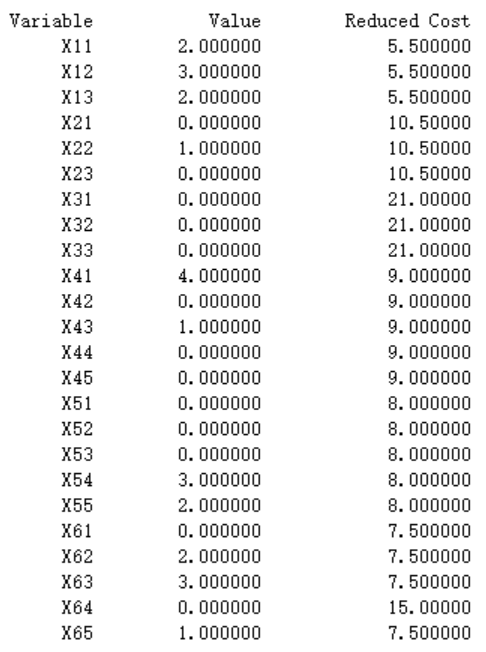 Variable Value Reduced Cost
X11 2.000000 5.500000
X12 3.000000 5.500000
X13 2.000000 5.500000
X21 0.000000 10.50000
X22 1.000000 10.50000
X23 0.000000 10.50000
X31 0.000000 21.00000
X32 0.000000 21.00000
X33 0.000000 21.00000
X41 4.000000 9.000000
X42 0.000000 9.000000
X43 1.000000 9.000000
X44 0.000000 9.000000
X45 0.000000 9.000000
X51 0.000000 8.000000
X52 0.000000 8.000000
X53 0.000000 8.000000
X54 3.000000 8.000000
X55 2.000000 8.000000
X61 0.000000 7.500000
X62 2.000000 7.500000
X63 3.000000 7.500000
X64 0.000000 15.00000
X65 1.000000 7.500000